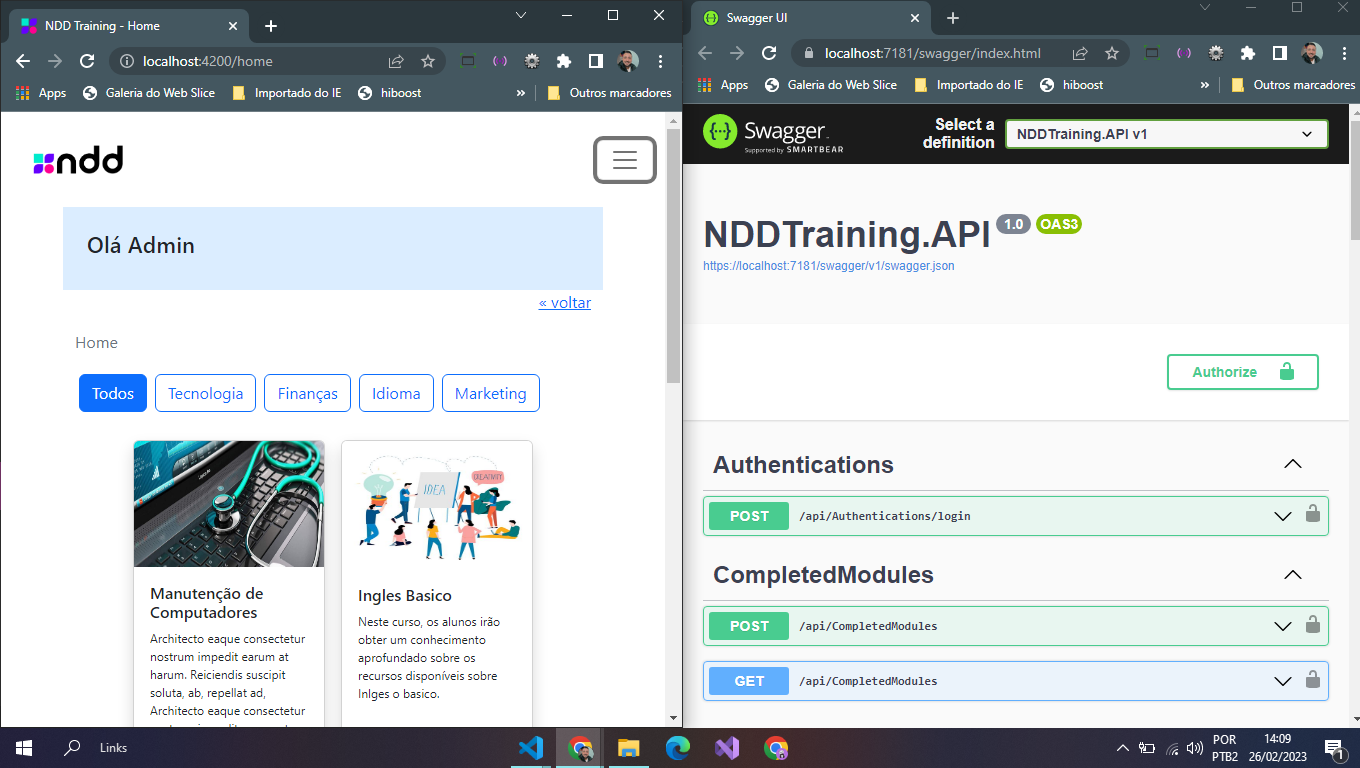 NDD Training - Home
localhost:4200/home
Apps
Galeria do Web Slice
Importado do IE
hiboost
»
Outros marcadores
ndd
Olá Admin
« voltar
Home
Todos
Tecnologia
Finanças
Idioma
Marketing
Manutenção de
Computadores
Architecto eaque consectetur
nostrum impedit earum at
harum. Reiciendis suscipit
soluta, ab, repellat ad,
Architecto eaque consectetur
IDEA
Ingles Basico
Neste curso, os alunos irão
obter um conhecimento
aprofundado sobre os
recursos disponíveis sobre
Inlges o basico.
Swagger UI
localhost:7181/swagger/index.html
Apps
Galeria do Web Slice
Importado do IE
hiboost
»
Outros marcadores
Swagger
Supported by SMARTBEAR
Select a
definition
NDDTraining.API v1
NDDTraining.API 1.0 OAS3
https://localhost:7181/swagger/v1/swagger.json
Authorize
Authentications
POST /api/Authentications/login
CompletedModules
POST /api/CompletedModules
GET /api/CompletedModules
Links
POR
PTB2
14:09
26/02/2023
1